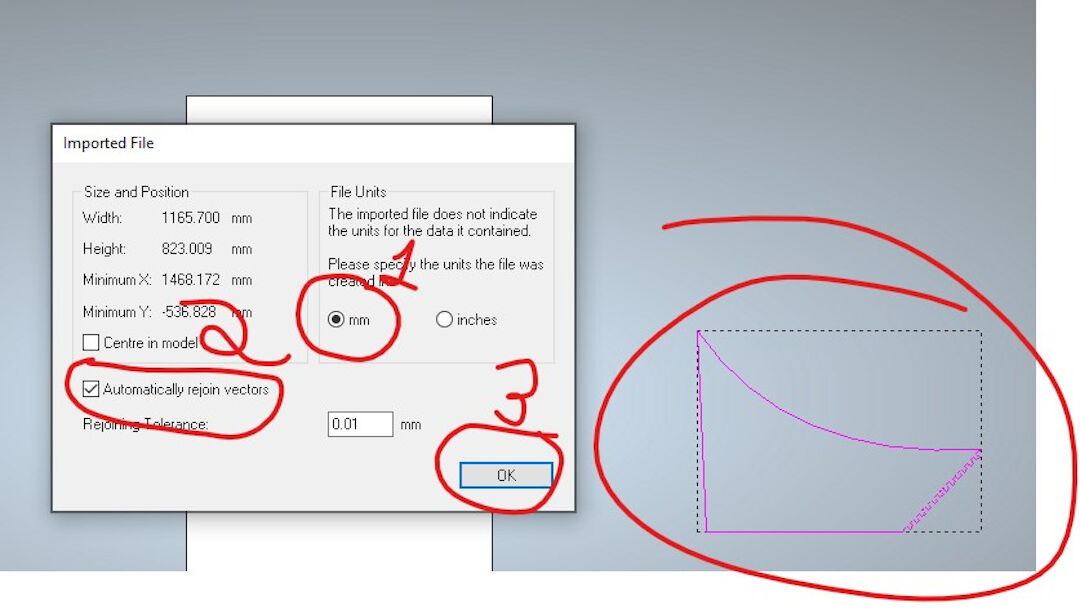 Imported File
Size and Position
Width: 1165.700 mm
Height: 823.009 mm
Minimum X: 1468.172 mm
Minimum Y: -536.828 mm
Centre in model
2
File Units
The imported file does not indicate
the units for the data it contained.
Please specify the units the file was
created in:
1
mm
inches
Automatically rejoin vectors
Rejoining Tolerance: 0.01 mm
3
OK